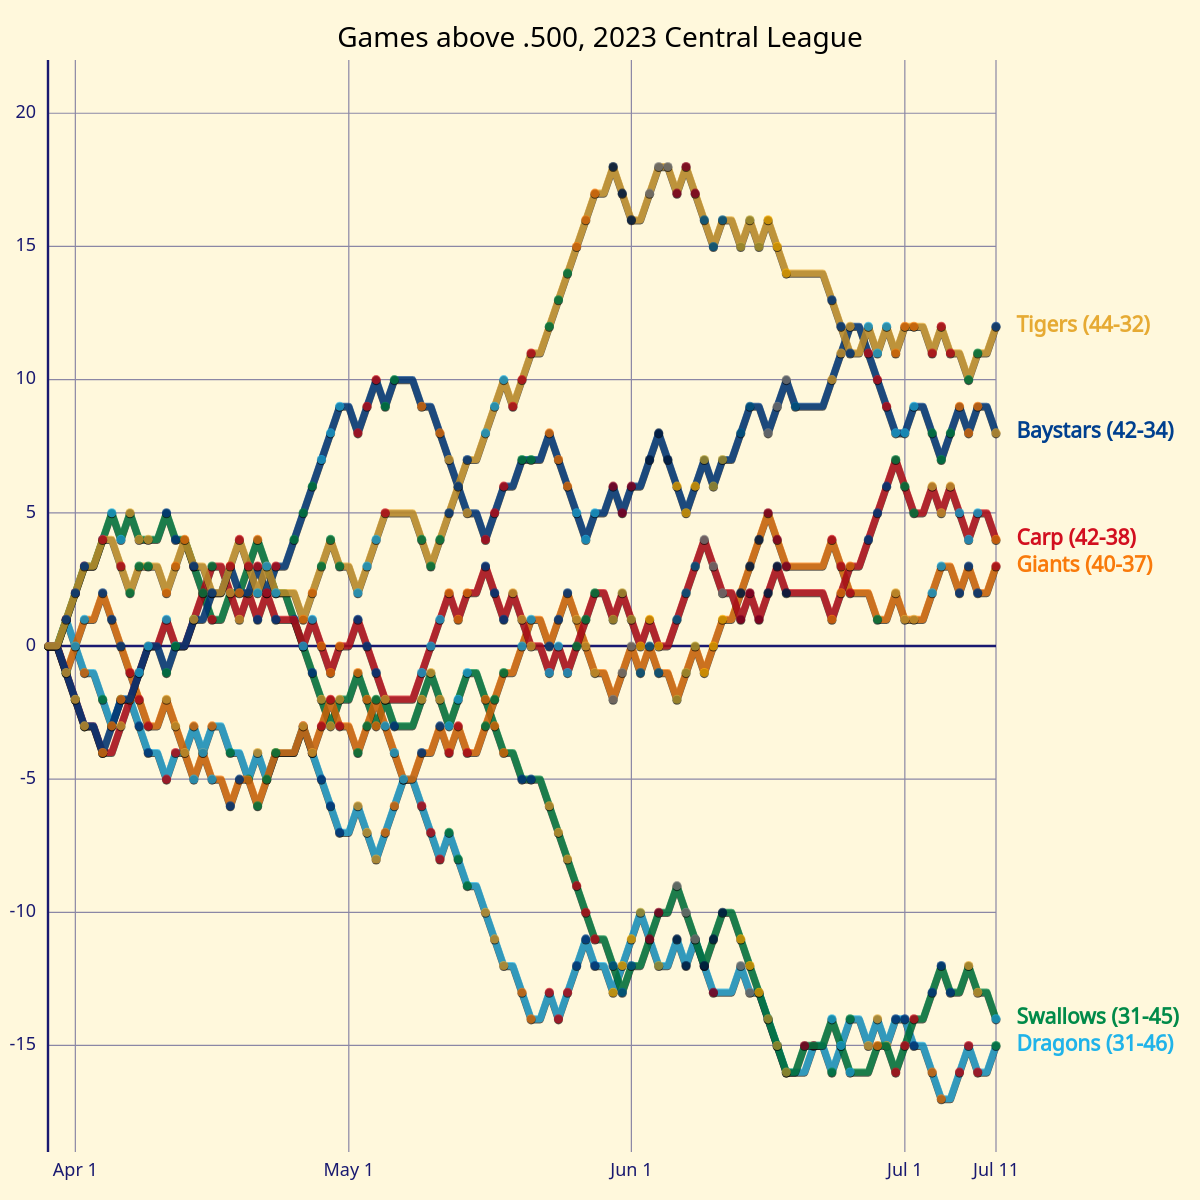 Games above .500, 2023 Central League
20
15
10
5
0
-5
-10
-15
Tigers (44-32)
Baystars (42-34)
Carp (42-38)
Giants (40-37)
Swallows (31-45)
Dragons (31-46)
Apr 1
May 1
Jun 1
Jul 1
Jul 11